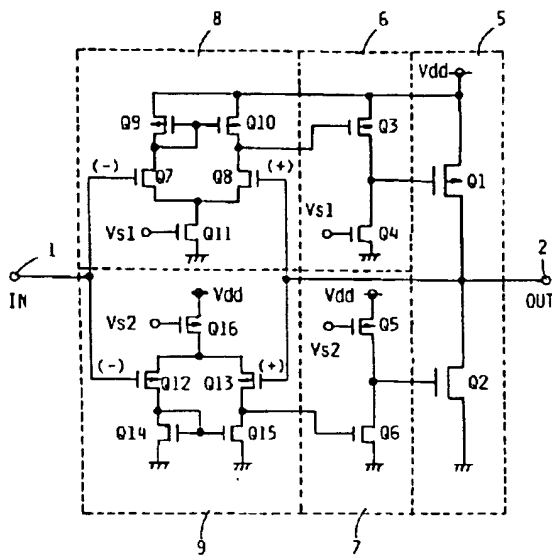 8
6
5
Vdd
Q9
Q10
Q3
(-)
(+)
Q7
Q8
Q1
Vs1
Q11
Vs1
Q4
1
2
IN
OUT
Vdd
Vdd
Vs2
Q16
Q5
Vs2
(-)
Q12
Q13
(+)
Q2
Q14
Q15
Q6
9
7